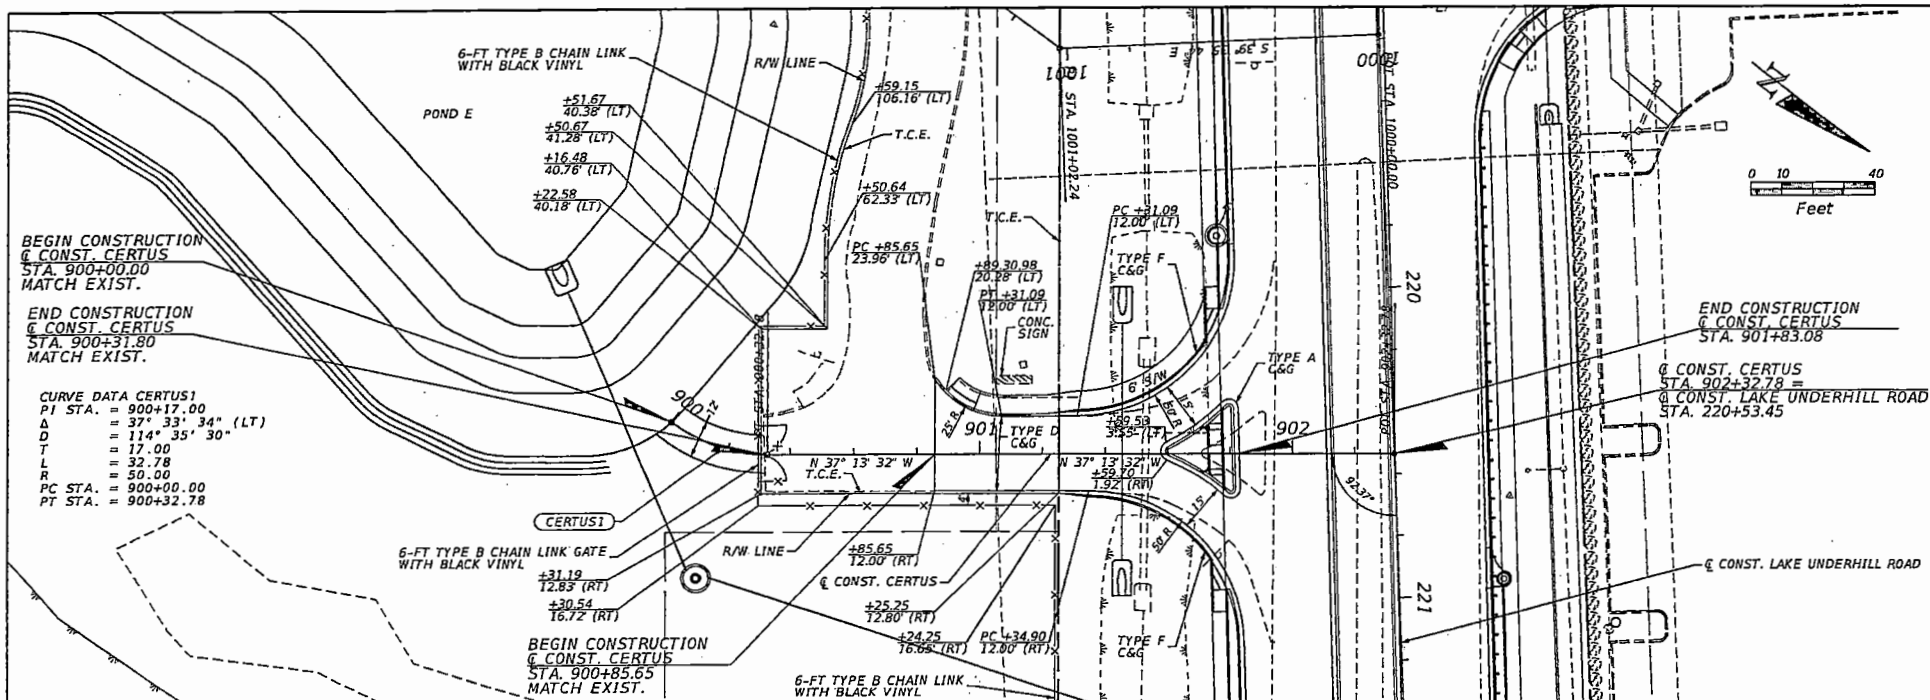 6-FT TYPE B CHAIN LINK
WITH BLACK VINYL
R/W LINE
POND E
+51.67
40.38' (LT)
+50.67
41.28' (LT)
+16.48
40.76' (LT)
+22.58
40.18' (LT)
+59.15
106.16' (LT)
T.C.E.
+50.64
62.33' (LT)
PC +85.65
23.96' (LT)
1001
STA. 1001+02.24
1000
STA. 1000+00.00
T.C.E.
PC +31.09
12.00' (LT)
TYPE F
C&G
+89.30.98
20.28' (LT)
PT +31.09
12.00' (LT)
CONC.
SIGN
N
0 10 40
Feet
BEGIN CONSTRUCTION
℄ CONST. CERTUS
STA. 900+00.00
MATCH EXIST.
END CONSTRUCTION
℄ CONST. CERTUS
STA. 900+31.80
MATCH EXIST.
CURVE DATA CERTUS1
PI STA. = 900+17.00
Δ = 37° 33' 34" (LT)
D = 114° 35' 30"
T = 17.00
L = 32.78
R = 50.00
PC STA. = 900+00.00
PT STA. = 900+32.78
900
12'
25' R
901
TYPE D
C&G
6' S/W
15'
50' R
TYPE A
C&G
+69.53
3.55' (LT)
902
220
END CONSTRUCTION
℄ CONST. CERTUS
STA. 901+83.08
℄ CONST. CERTUS
STA. 902+32.78 =
℄ CONST. LAKE UNDERHILL ROAD
STA. 220+53.45
N 37° 13' 32" W
T.C.E.
N 37° 13' 32" W
+59.70
1.92' (RT)
92.37°
15'
50' R
CERTUS1
6-FT TYPE B CHAIN LINK GATE
WITH BLACK VINYL
R/W LINE
+85.65
12.00' (RT)
℄ CONST. CERTUS
+31.19
12.83' (RT)
+30.54
16.72' (RT)
+25.25
12.80' (RT)
+24.25
16.65' (RT)
PC +34.90
12.00' (RT)
TYPE F
C&G
221
℄ CONST. LAKE UNDERHILL ROAD
BEGIN CONSTRUCTION
℄ CONST. CERTUS
STA. 900+85.65
MATCH EXIST.
6-FT TYPE B CHAIN LINK
WITH BLACK VINYL